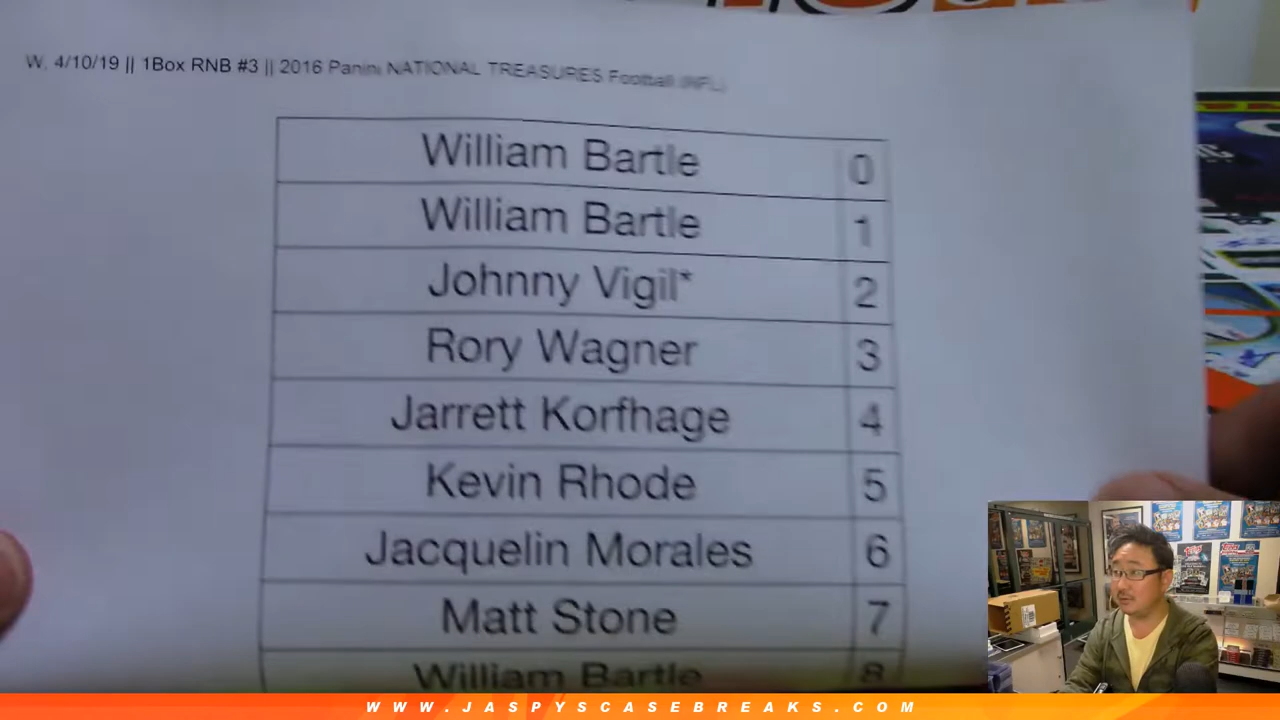 W. 4/10/19 || 1Box RNB #3 || 2016 Panini NATIONAL TREASURES Football (NFL)
William Bartle 0
William Bartle 1
Johnny Vigil* 2
Rory Wagner 3
Jarrett Korfhage 4
Kevin Rhode 5
Jacquelin Morales 6
Matt Stone 7
William Bartle 8
WWW.JASPYSCASEBREAKS.COM